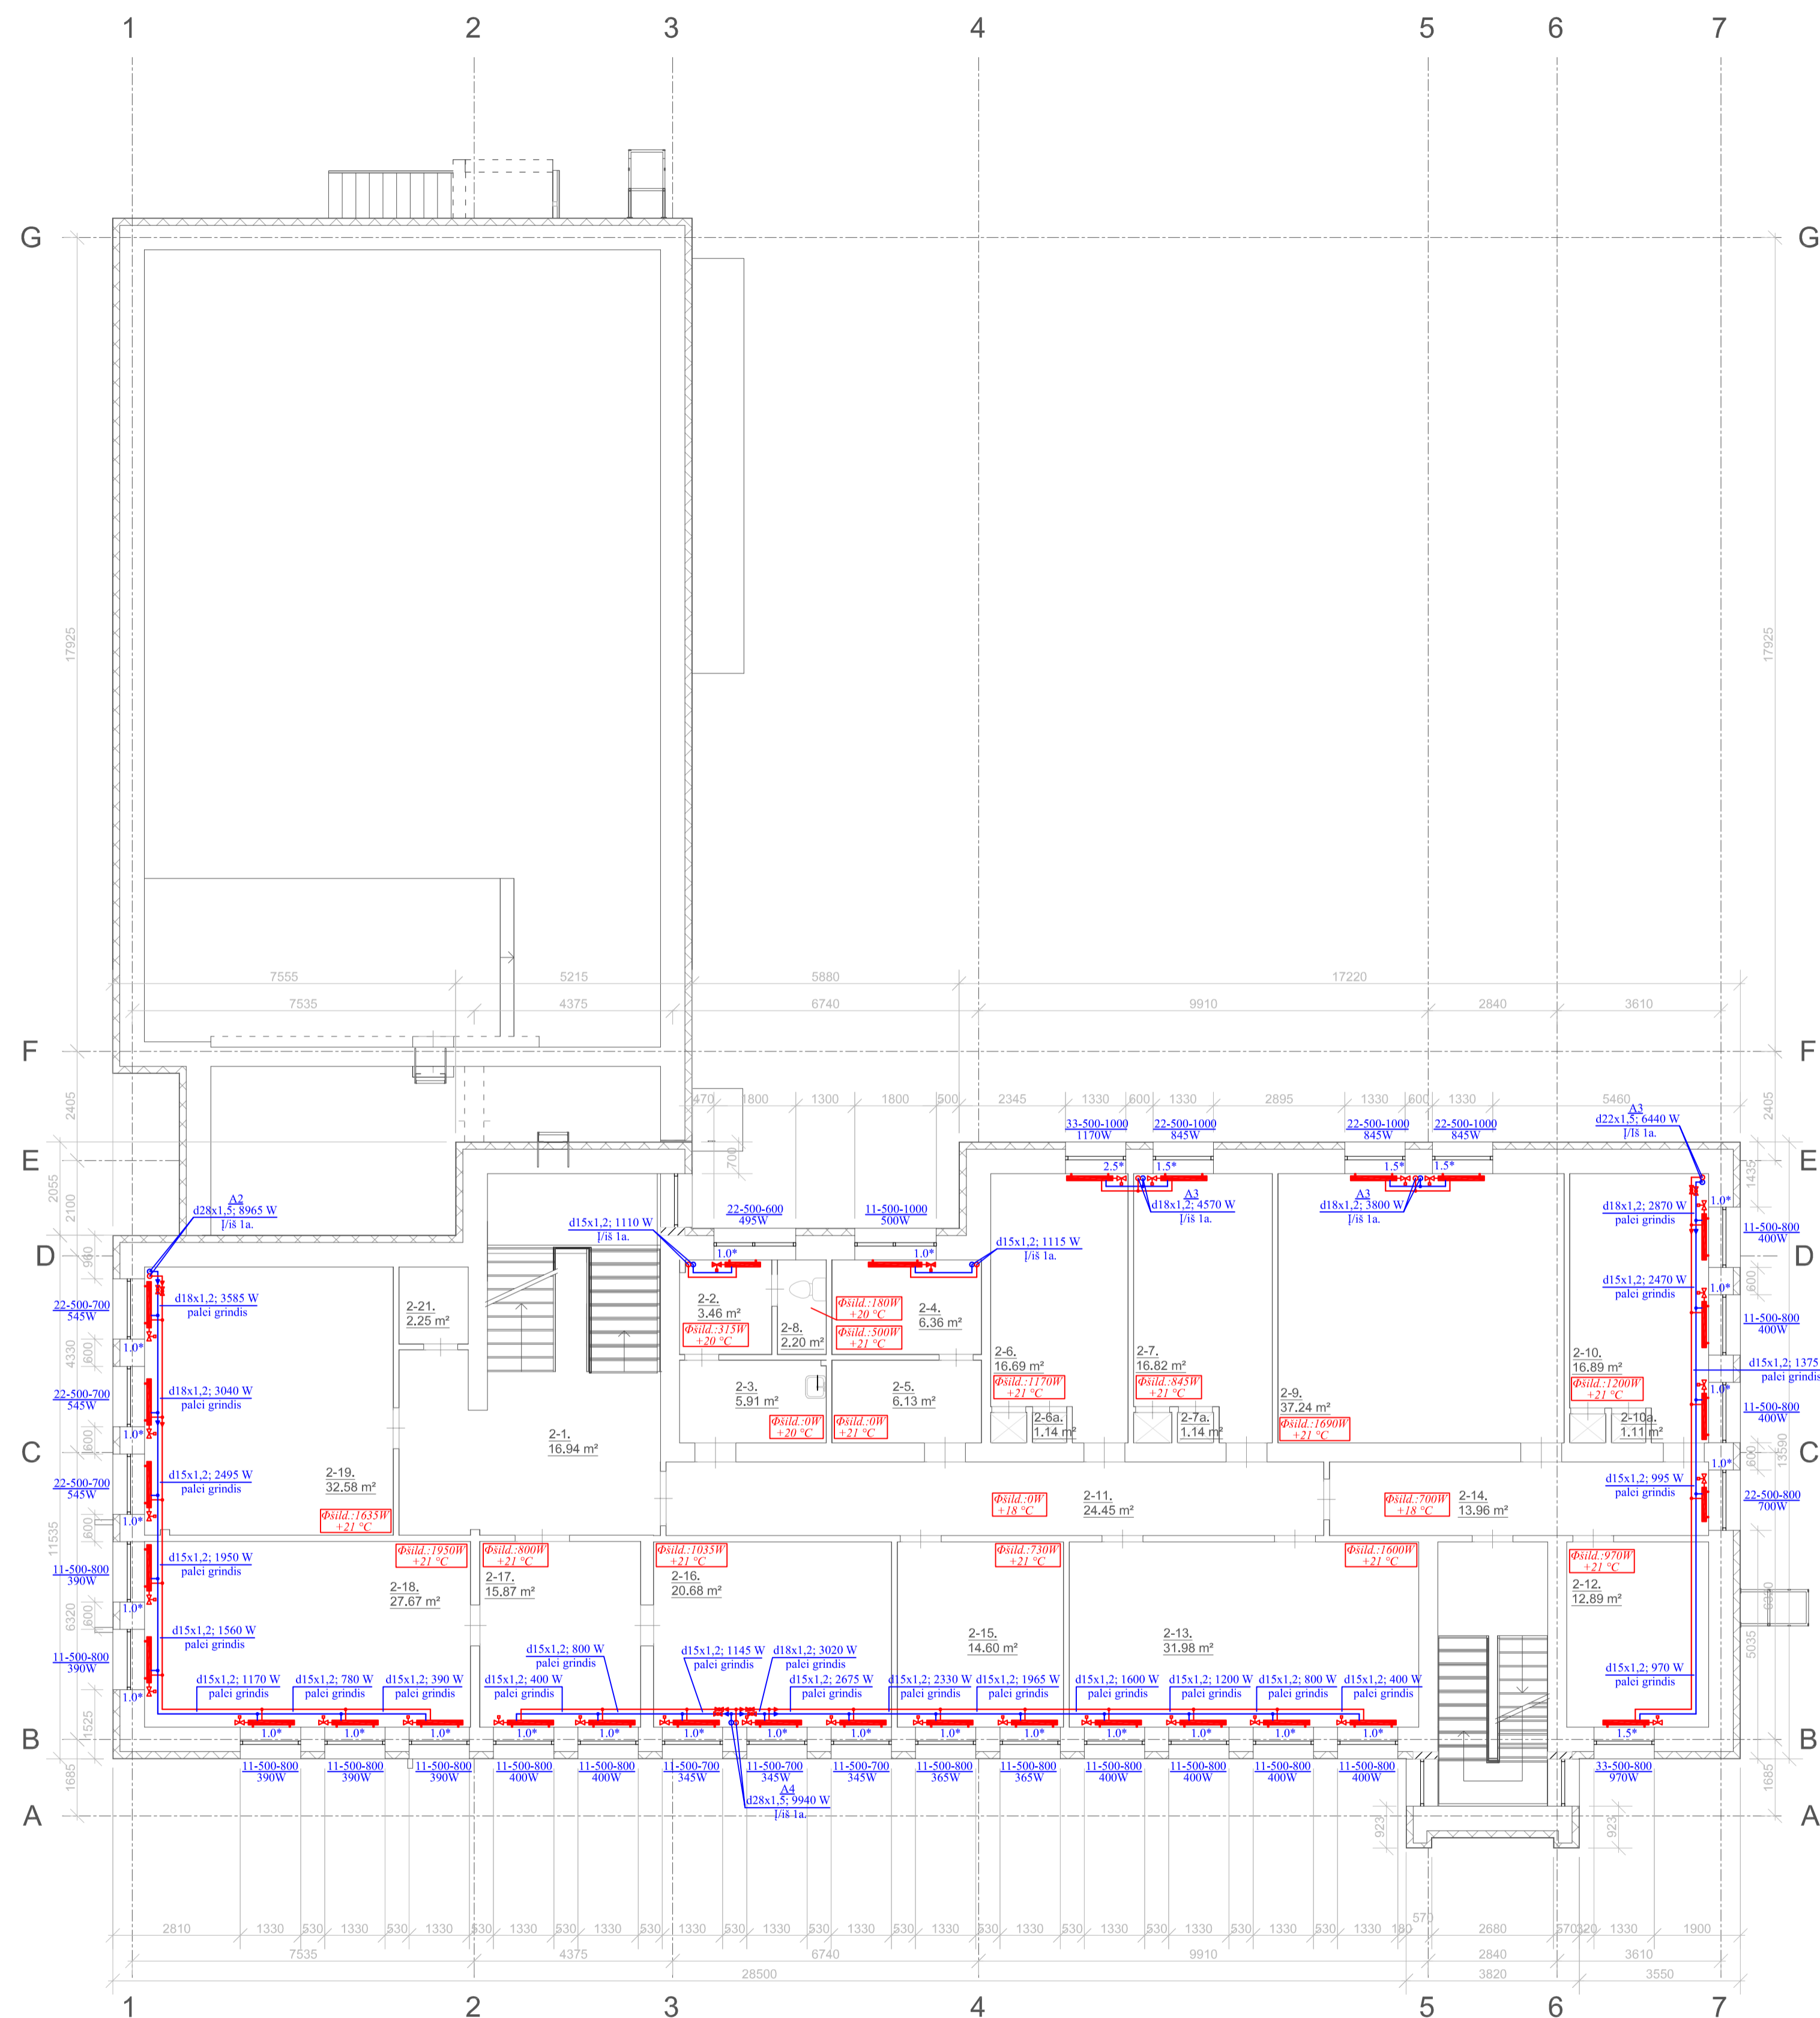 1 2 3 4 5 6 7
G G
17925 17925
7555 5215 5880 17220
7535 4375 6740 9910 2840 3610
F F
2405 2405
470 1800 1300 1800 500 2345 1330 600 1330 2895 1330 600 1330 5460
A3
d22x1,5; 6440 W
Į/Iš 1a.
33-500-1000
1170W
22-500-1000
845W
22-500-1000
845W
22-500-1000
845W
E E
700
2055
2100
1435
2.5* 1.5* 1.5* 1.5* 1.0*
A2
d28x1,5; 8965 W
Į/iš 1a.
A3
d18x1,2; 4570 W
Į/Iš 1a.
A3
d18x1,2; 3800 W
Į/Iš 1a.
22-500-600
495W
11-500-1000
500W
d15x1,2; 1110 W
Į/iš 1a.
d15x1,2; 1115 W
Į/iš 1a.
d18x1,2; 2870 W
palei grindis
11-500-800
400W
D D
960
1.0* 1.0*
600
d15x1,2; 2470 W
palei grindis
1.0*
11-500-800
400W
22-500-700
545W
d18x1,2; 3585 W
palei grindis
1.0*
4330
600
2-21.
2.25 m²
2-2.
3.46 m²
Φšild.:315W
+20 °C
2-8.
2.20 m²
Φšild.:180W
+20 °C
Φšild.:500W
+21 °C
2-4.
6.36 m²
2-6.
16.69 m²
Φšild.:1170W
+21 °C
2-7.
16.82 m²
Φšild.:845W
+21 °C
2-9.
37.24 m²
Φšild.:1690W
+21 °C
2-10.
16.89 m²
Φšild.:1200W
+21 °C
d15x1,2; 1375
palei grindis
1.0*
11-500-800
400W
22-500-700
545W
d18x1,2; 3040 W
palei grindis
1.0*
600
2-3.
5.91 m²
Φšild.:0W
+20 °C
2-5.
6.13 m²
Φšild.:0W
+21 °C
2-6a.
1.14 m²
2-7a.
1.14 m²
2-10a.
1.11 m²
2-1.
16.94 m²
C C
600
13590
1.0*
22-500-700
545W
d15x1,2; 2495 W
palei grindis
1.0*
600
2-19.
32.58 m²
Φšild.:1635W
+21 °C
Φšild.:0W
+18 °C
2-11.
24.45 m²
Φšild.:700W
+18 °C
2-14.
13.96 m²
d15x1,2; 995 W
palei grindis
22-500-800
700W
11535
11-500-800
390W
d15x1,2; 1950 W
palei grindis
1.0*
6320
600
Φšild.:1950W
+21 °C
2-18.
27.67 m²
Φšild.:800W
+21 °C
2-17.
15.87 m²
Φšild.:1035W
+21 °C
2-16.
20.68 m²
Φšild.:730W
+21 °C
2-15.
14.60 m²
Φšild.:1600W
+21 °C
2-13.
31.98 m²
Φšild.:970W
+21 °C
2-12.
12.89 m²
5035
11-500-800
390W
d15x1,2; 1560 W
palei grindis
1.0*
d15x1,2; 800 W
palei grindis
d15x1,2; 1145 W
palei grindis
d18x1,2; 3020 W
palei grindis
d15x1,2; 970 W
palei grindis
d15x1,2; 1170 W
palei grindis
d15x1,2; 780 W
palei grindis
d15x1,2; 390 W
palei grindis
d15x1,2; 400 W
palei grindis
d15x1,2; 2675 W
palei grindis
d15x1,2; 2330 W
palei grindis
d15x1,2; 1965 W
palei grindis
d15x1,2; 1600 W
palei grindis
d15x1,2; 1200 W
palei grindis
d15x1,2; 800 W
palei grindis
d15x1,2; 400 W
palei grindis
1525
B B
1.0* 1.0* 1.0* 1.0* 1.0* 1.0* 1.0* 1.0* 1.0* 1.0* 1.0* 1.0* 1.0* 1.0* 1.5*
1685 1685
11-500-800
390W
11-500-800
390W
11-500-800
390W
11-500-800
400W
11-500-800
400W
11-500-700
345W
11-500-700
345W
11-500-700
345W
11-500-800
365W
11-500-800
365W
11-500-800
400W
11-500-800
400W
11-500-800
400W
11-500-800
400W
33-500-800
970W
A4
d28x1,5; 9940 W
Į/iš 1a.
A A
923 923
2810 1330 530 1330 530 1330 530 1330 530 1330 530 1330 530 1330 530 1330 530 1330 530 1330 530 1330 530 1330 530 1330 530 1330 180 570 2680 570 320 1330 1900
7535 4375 6740 9910 2840 3610
28500 3820 3550
1 2 3 4 5 6 7